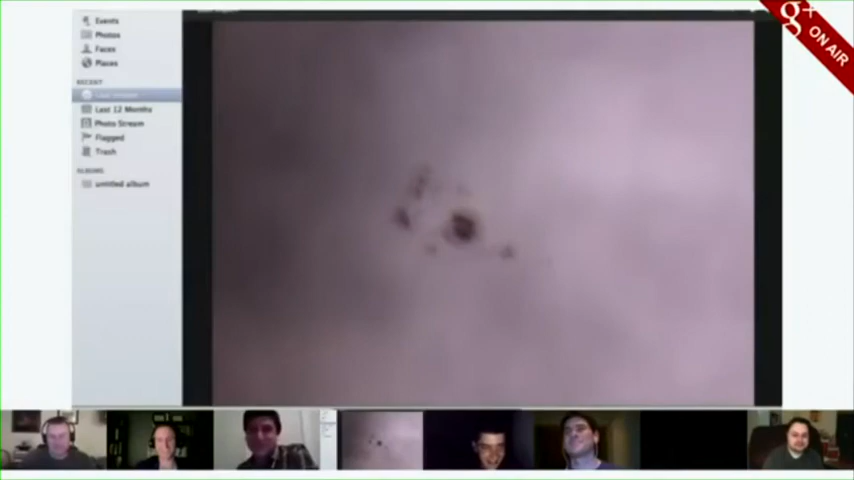 Events
Photos
Faces
Places
RECENT
Last 12 Months
Photo Stream
Flagged
Trash
ALBUMS
untitled album
g+
ON AIR